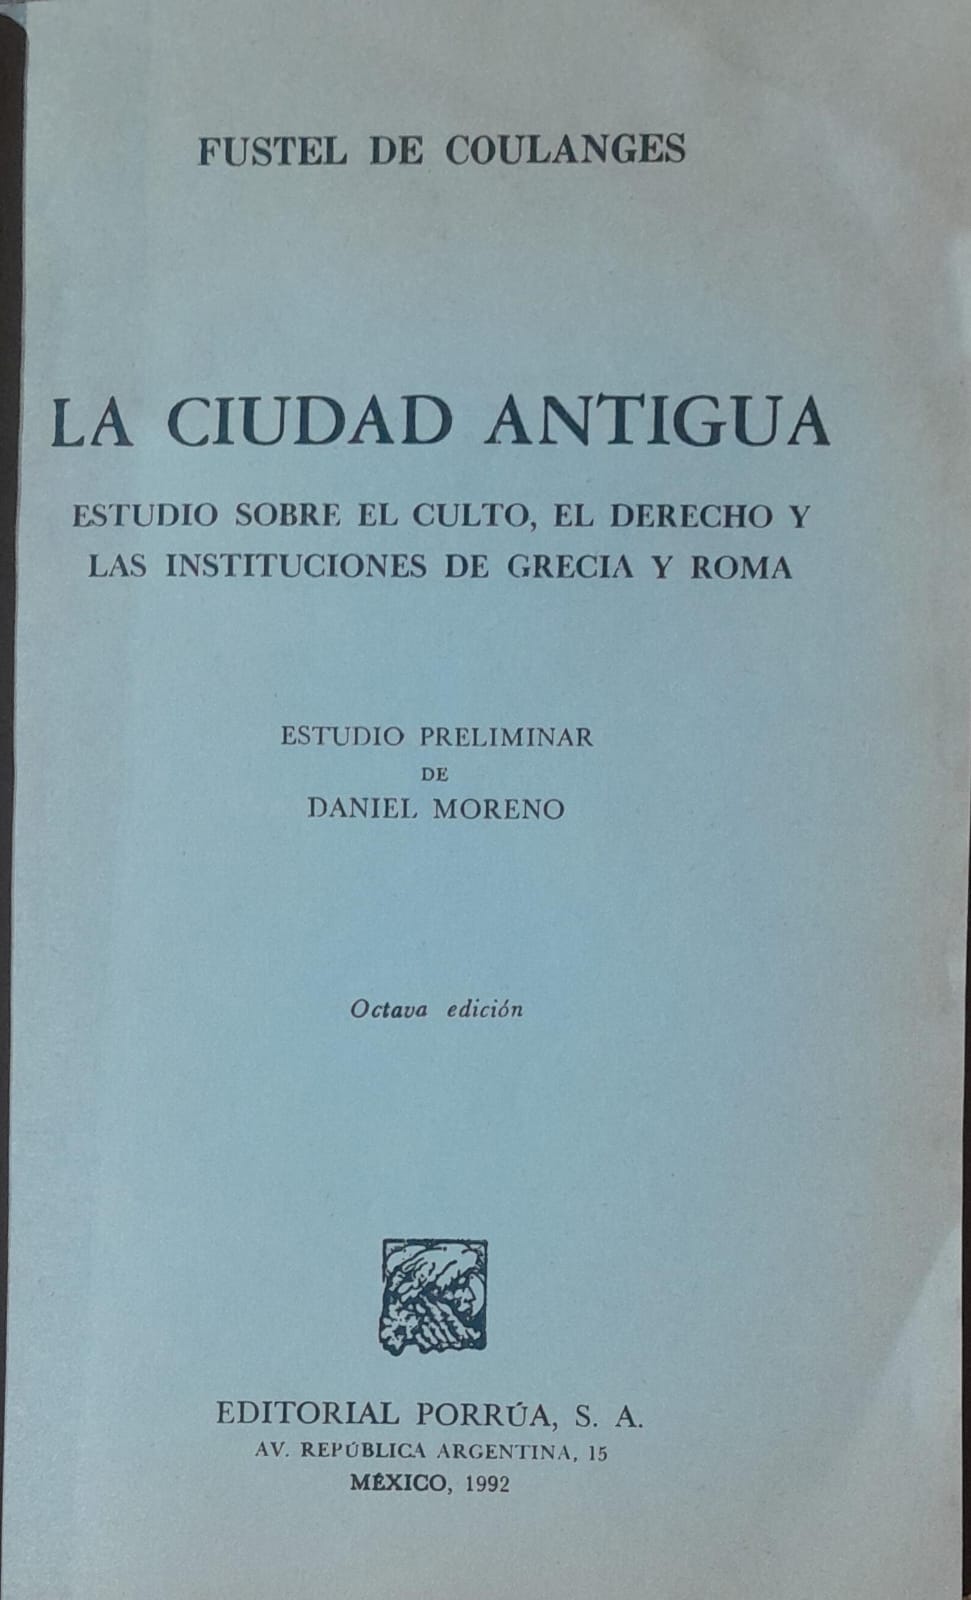 FUSTEL DE COULANGES
LA CIUDAD ANTIGUA
ESTUDIO SOBRE EL CULTO, EL DERECHO Y
LAS INSTITUCIONES DE GRECIA Y ROMA
ESTUDIO PRELIMINAR
DE
DANIEL MORENO
Octava edición
EDITORIAL PORRÚA, S. A.
AV. REPÚBLICA ARGENTINA, 15
MÉXICO, 1992